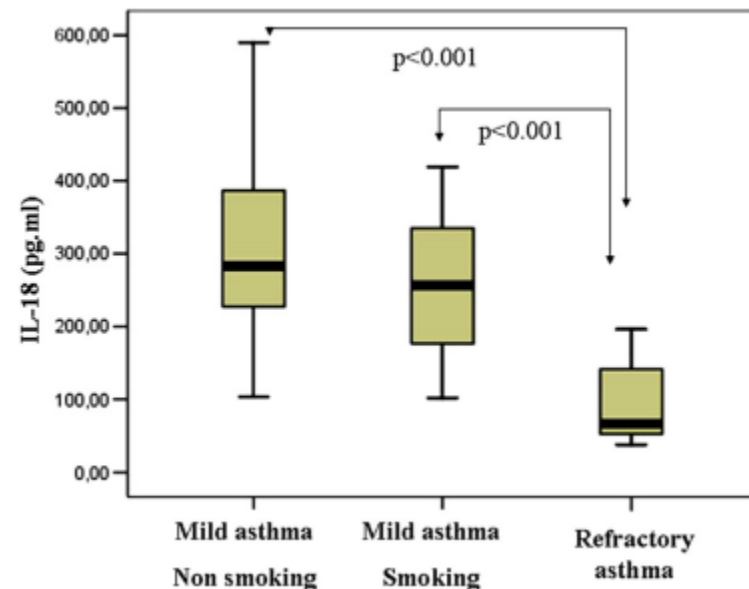 600,00
500,00
400,00
300,00
200,00
100,00
0,00
IL-18 (pg.ml)
p<0.001
p<0.001
Mild asthma
Non smoking
Mild asthma
Smoking
Refractory
asthma